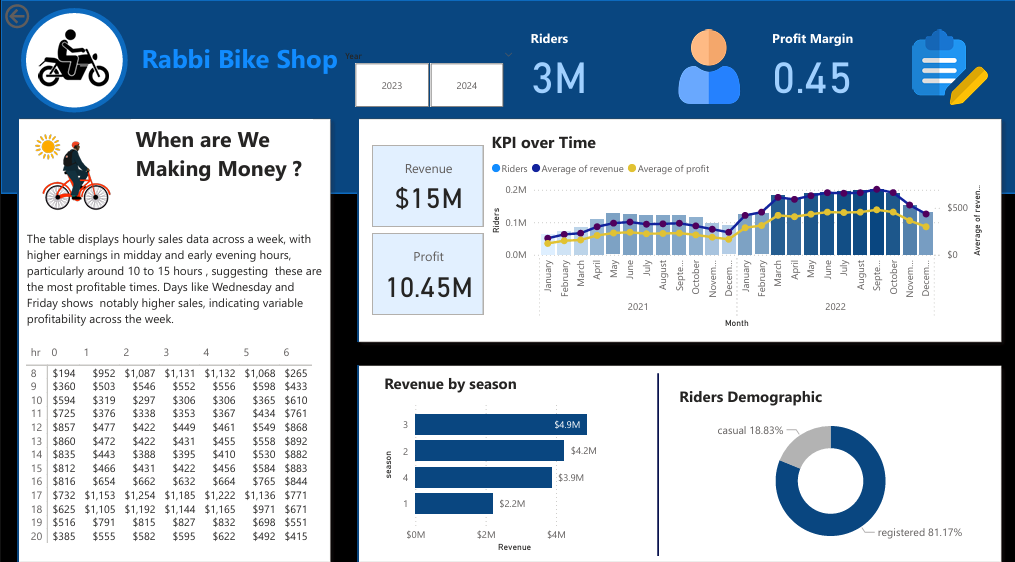 Rabbi Bike Shop
Year
2023
2024
Riders
3M
Profit Margin
0.45
When are We
Making Money ?
The table displays hourly sales data across a week, with
higher earnings in midday and early evening hours,
particularly around 10 to 15 hours , suggesting these are
the most profitable times. Days like Wednesday and
Friday shows notably higher sales, indicating variable
profitability across the week.
hr 0 1 2 3 4 5 6
8 $194 $952 $1,087 $1,131 $1,132 $1,068 $265
9 $360 $503 $546 $552 $556 $598 $433
10 $594 $319 $297 $306 $306 $365 $610
11 $725 $376 $338 $353 $367 $434 $761
12 $857 $477 $422 $449 $461 $549 $868
13 $860 $472 $422 $431 $455 $558 $892
14 $835 $443 $388 $395 $410 $530 $882
15 $812 $466 $431 $422 $456 $584 $883
16 $816 $654 $662 $632 $664 $765 $844
17 $732 $1,153 $1,254 $1,185 $1,222 $1,136 $771
18 $625 $1,105 $1,192 $1,144 $1,165 $971 $671
19 $516 $791 $815 $827 $832 $698 $551
20 $385 $555 $582 $595 $622 $492 $415
Revenue
$15M
Profit
10.45M
KPI over Time
Riders Average of revenue Average of profit
Riders
0.2M
0.1M
0.0M
$500
$0
Average of reven...
January February March April May June July August Septe... October Novem... Decem... January February March April May June July August Septe... October Novem... Decem...
2021 2022
Month
Revenue by season
season
3 $4.9M
2 $4.2M
4 $3.9M
1 $2.2M
$0M $2M $4M
Revenue
Riders Demographic
casual 18.83%
registered 81.17%